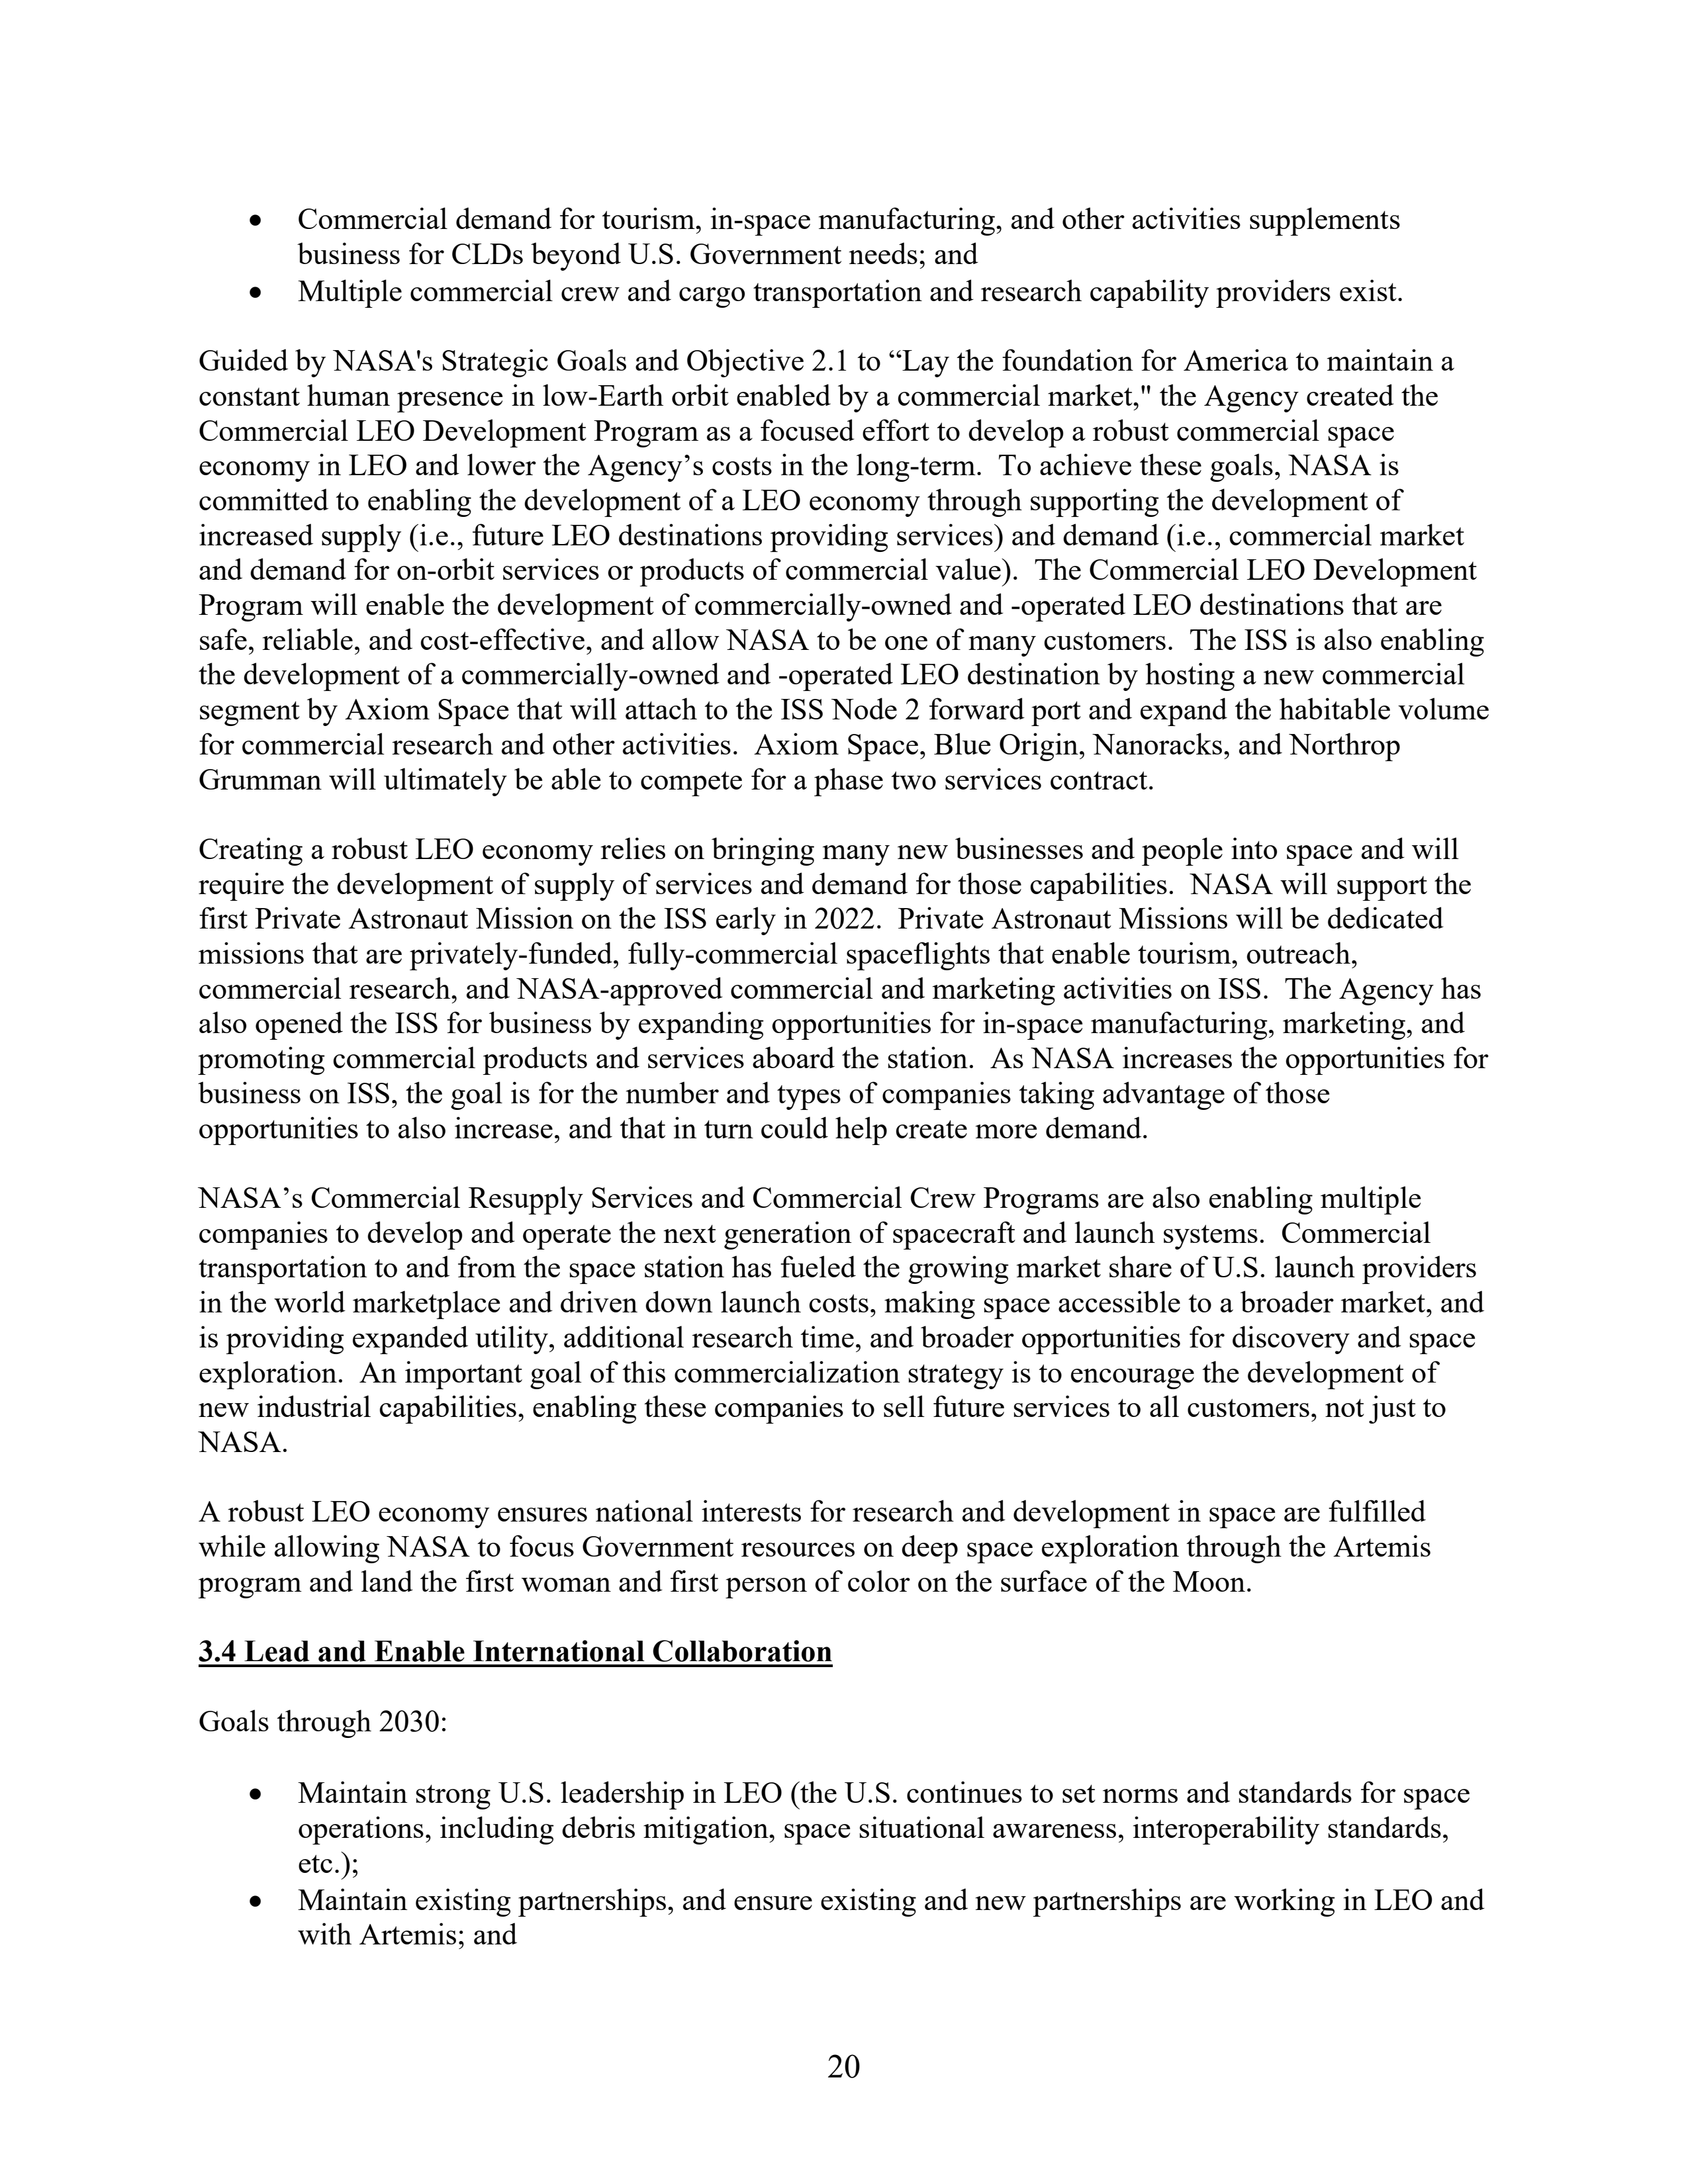 • Commercial demand for tourism, in-space manufacturing, and other activities supplements
business for CLDs beyond U.S. Government needs; and
• Multiple commercial crew and cargo transportation and research capability providers exist.
Guided by NASA's Strategic Goals and Objective 2.1 to “Lay the foundation for America to maintain a
constant human presence in low-Earth orbit enabled by a commercial market," the Agency created the
Commercial LEO Development Program as a focused effort to develop a robust commercial space
economy in LEO and lower the Agency’s costs in the long-term.  To achieve these goals, NASA is
committed to enabling the development of a LEO economy through supporting the development of
increased supply (i.e., future LEO destinations providing services) and demand (i.e., commercial market
and demand for on-orbit services or products of commercial value).  The Commercial LEO Development
Program will enable the development of commercially-owned and -operated LEO destinations that are
safe, reliable, and cost-effective, and allow NASA to be one of many customers.  The ISS is also enabling
the development of a commercially-owned and -operated LEO destination by hosting a new commercial
segment by Axiom Space that will attach to the ISS Node 2 forward port and expand the habitable volume
for commercial research and other activities.  Axiom Space, Blue Origin, Nanoracks, and Northrop
Grumman will ultimately be able to compete for a phase two services contract.
Creating a robust LEO economy relies on bringing many new businesses and people into space and will
require the development of supply of services and demand for those capabilities.  NASA will support the
first Private Astronaut Mission on the ISS early in 2022.  Private Astronaut Missions will be dedicated
missions that are privately-funded, fully-commercial spaceflights that enable tourism, outreach,
commercial research, and NASA-approved commercial and marketing activities on ISS.  The Agency has
also opened the ISS for business by expanding opportunities for in-space manufacturing, marketing, and
promoting commercial products and services aboard the station.  As NASA increases the opportunities for
business on ISS, the goal is for the number and types of companies taking advantage of those
opportunities to also increase, and that in turn could help create more demand.
NASA’s Commercial Resupply Services and Commercial Crew Programs are also enabling multiple
companies to develop and operate the next generation of spacecraft and launch systems.  Commercial
transportation to and from the space station has fueled the growing market share of U.S. launch providers
in the world marketplace and driven down launch costs, making space accessible to a broader market, and
is providing expanded utility, additional research time, and broader opportunities for discovery and space
exploration.  An important goal of this commercialization strategy is to encourage the development of
new industrial capabilities, enabling these companies to sell future services to all customers, not just to
NASA.
A robust LEO economy ensures national interests for research and development in space are fulfilled
while allowing NASA to focus Government resources on deep space exploration through the Artemis
program and land the first woman and first person of color on the surface of the Moon.
3.4 Lead and Enable International Collaboration
Goals through 2030:
• Maintain strong U.S. leadership in LEO (the U.S. continues to set norms and standards for space
operations, including debris mitigation, space situational awareness, interoperability standards,
etc.);
• Maintain existing partnerships, and ensure existing and new partnerships are working in LEO and
with Artemis; and
20